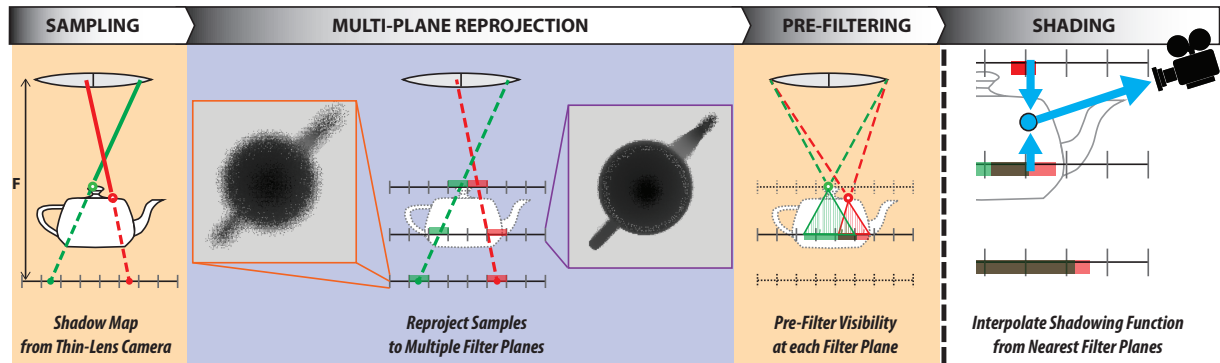 SAMPLING
MULTI-PLANE REPROJECTION
PRE-FILTERING
SHADING
F
Shadow Map
from Thin-Lens Camera
Reproject Samples
to Multiple Filter Planes
Pre-Filter Visibility
at each Filter Plane
Interpolate Shadowing Function
from Nearest Filter Planes